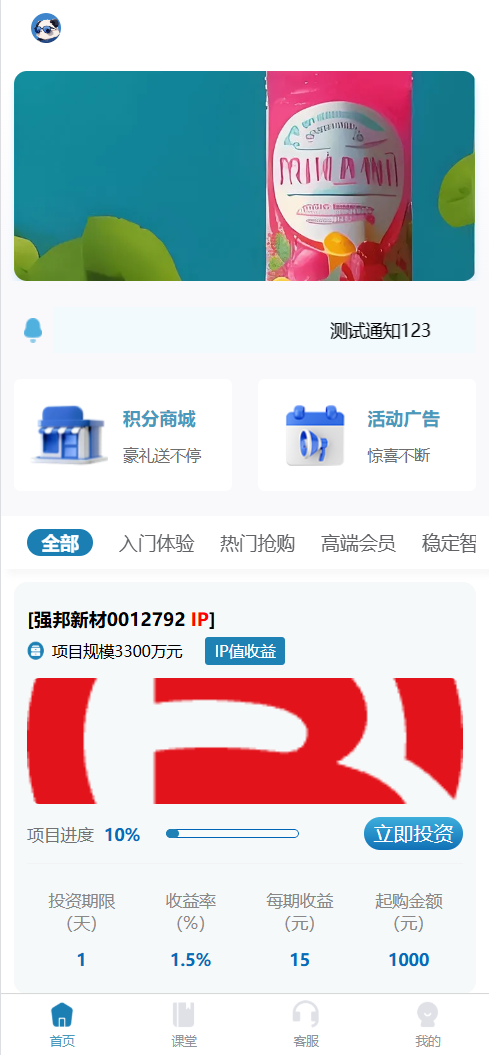 测试通知123
积分商城
豪礼送不停
活动广告
惊喜不断
全部 入门体验 热门抢购 高端会员 稳定智
[强邦新材0012792 IP]
项目规模3300万元 IP值收益
项目进度 10% 立即投资
投资期限 收益率 每期收益 起购金额
(天) (%) (元) (元)
1 1.5% 15 1000
首页 课堂 客服 我的